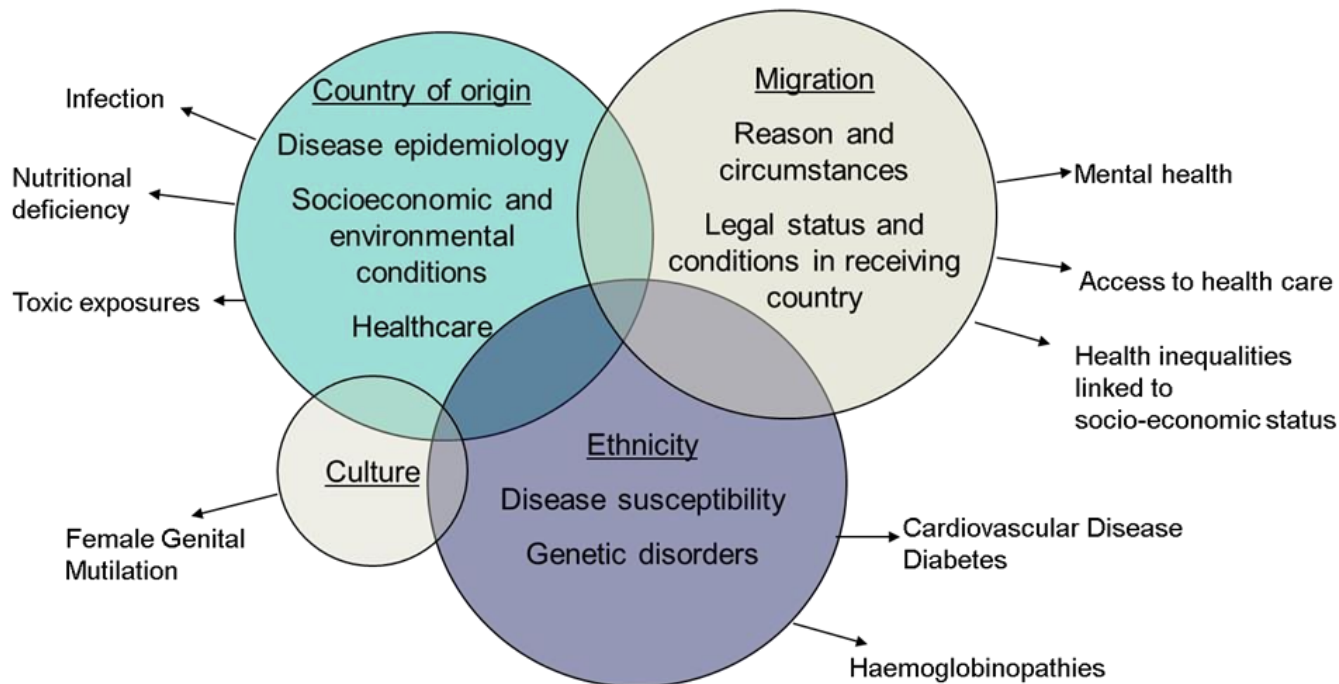 Country of origin
Disease epidemiology
Socioeconomic and
environmental
conditions
Healthcare
Infection
Nutritional
deficiency
Toxic exposures
Migration
Reason and
circumstances
Legal status and
conditions in receiving
country
Mental health
Access to health care
Health inequalities
linked to
socio-economic status
Culture
Female Genital
Mutilation
Ethnicity
Disease susceptibility
Genetic disorders
Cardiovascular Disease
Diabetes
Haemoglobinopathies